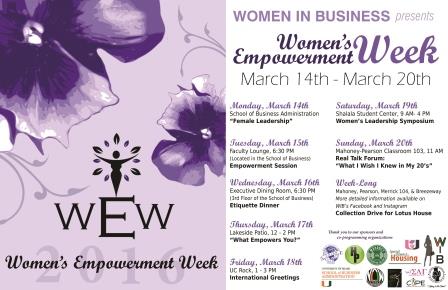 WEW
2011
Women's Empowerment Week
WOMEN IN BUSINESS presents
Women's
Empowerment Week
March 14th - March 20th
Monday, March 14th
School of Business Administration
"Female Leadership"
Tuesday, March 15th
Faculty Lounge, 6:30 PM
(Located in the School of Business)
Empowerment Session
Wednesday, March 16th
Executive Dining Room, 6:30 PM
(3rd Floor of the School of Business)
Etiquette Dinner
Thursday, March 17th
Lakeside Patio, 12 - 2 PM
"What Empowers You?"
Friday, March 18th
UC Rock, 1 - 3 PM
International Greetings
Saturday, March 19th
Shalala Student Center, 9 AM- 4 PM
Women's Leadership Symposium
Sunday, March 20th
Mahoney-Pearson Classroom 103, 11 AM
Real Talk Forum:
"What I Wish I Knew in My 20's"
Week-Long
Mahoney, Pearson, Merrick 104, & Breezeway
More detailed information available on
WIB's Facebook and Instagram
Collection Drive for Lotus House
Thank you to our sponsors and
co-programming organizations:
Housing
WIB
SCHOOL of BUSINESS
ADMINISTRATION
ΣΛΓ